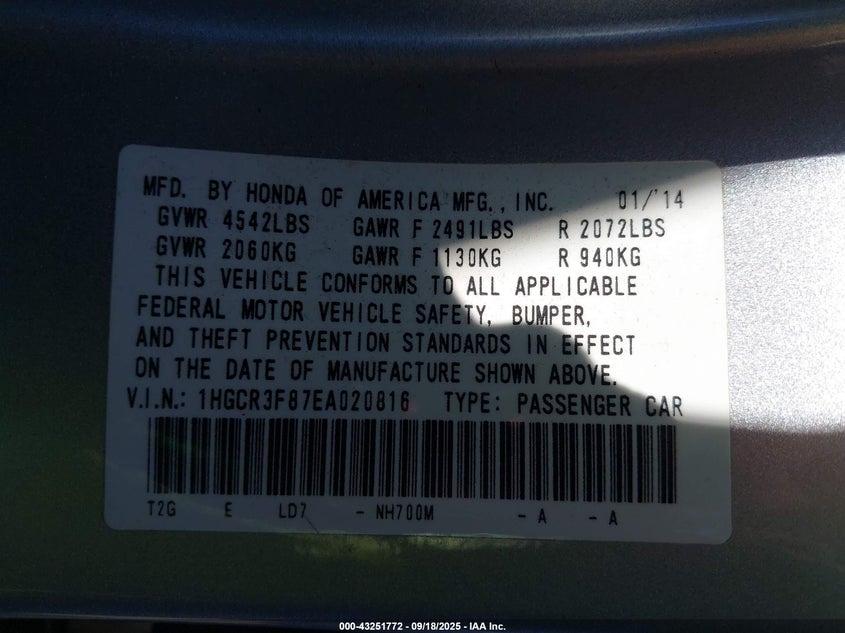 MFD. BY HONDA OF AMERICA MFG., INC. 01/'14
GVWR 4542LBS GAWR F 2491LBS R 2072LBS
GVWR 2060KG GAWR F 1130KG R 940KG
THIS VEHICLE CONFORMS TO ALL APPLICABLE
FEDERAL MOTOR VEHICLE SAFETY, BUMPER,
AND THEFT PREVENTION STANDARDS IN EFFECT
ON THE DATE OF MANUFACTURE SHOWN ABOVE.
V.I.N.: 1HGCR3F87EA020816 TYPE: PASSENGER CAR
T2G E LD7 - NH700M - A - A
000-43251772 - 09/18/2025 - IAA Inc.